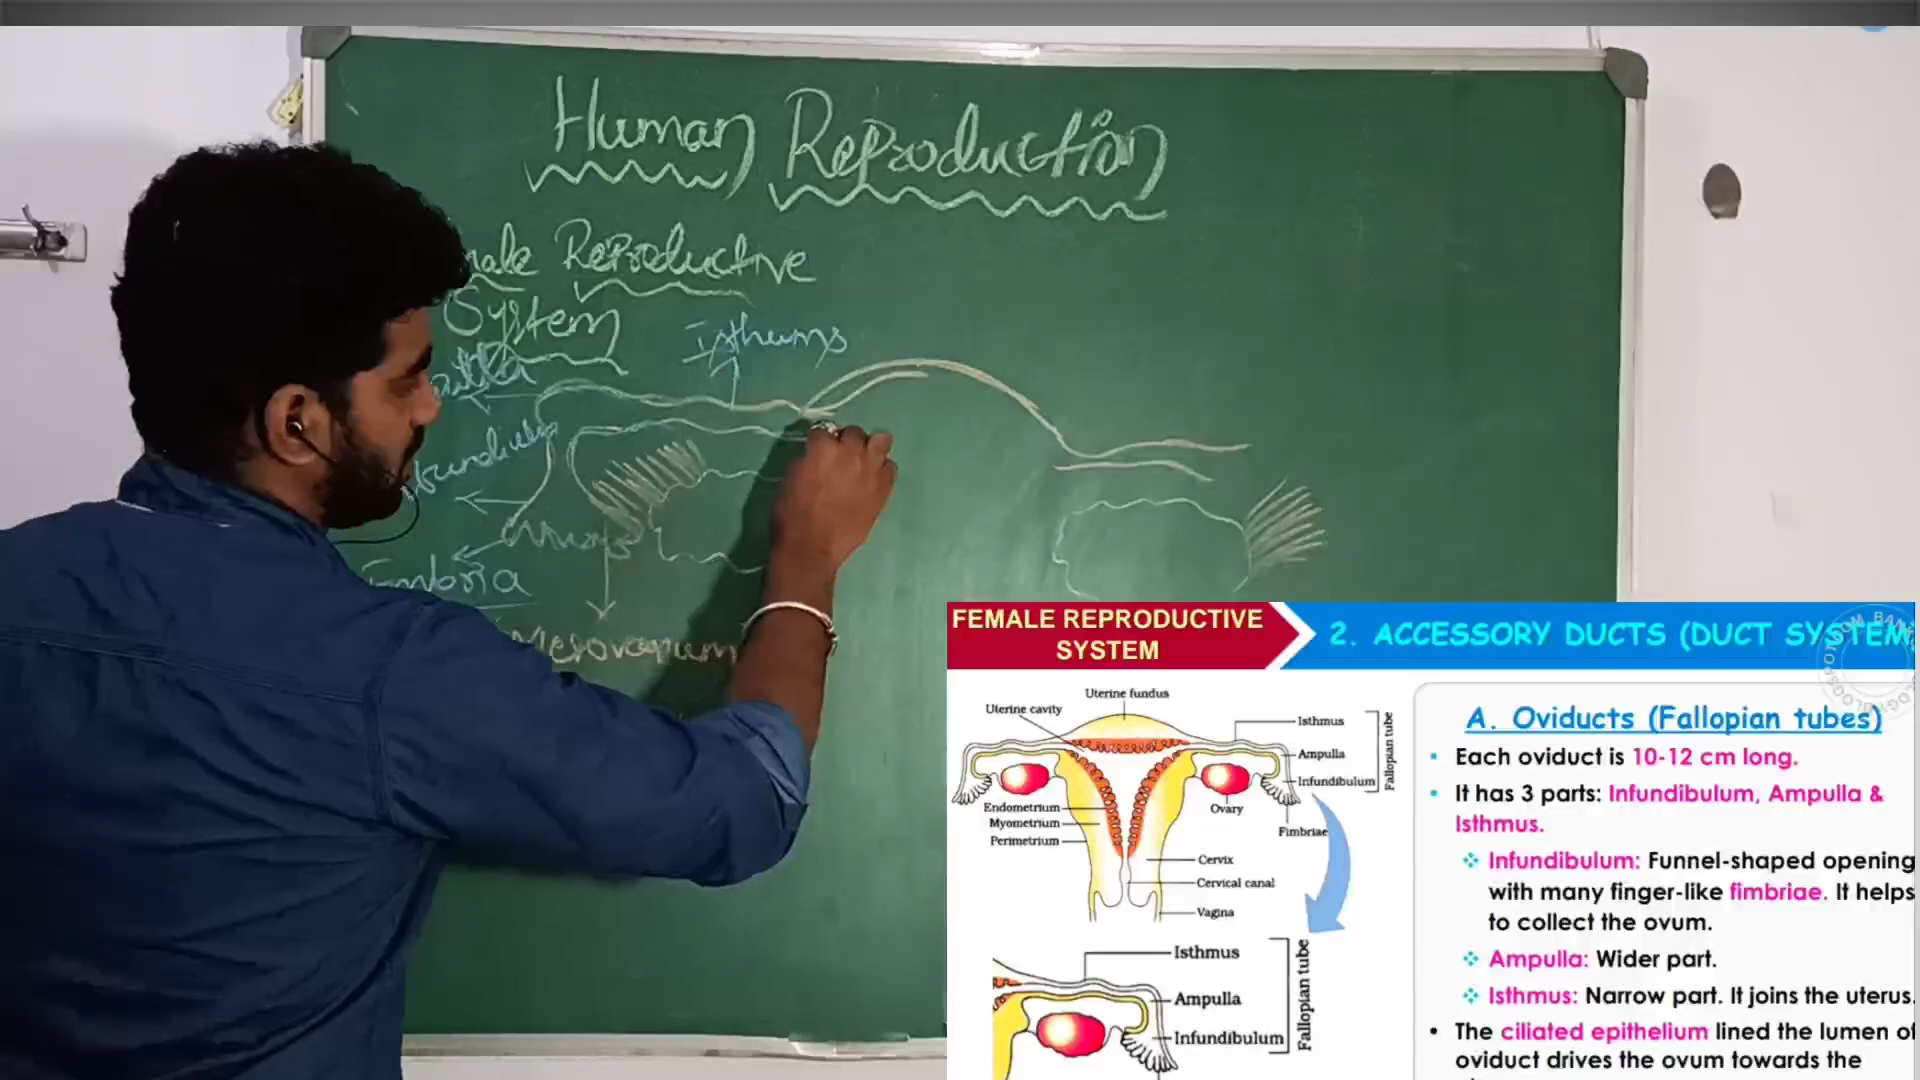 Human Reproduction
Reproductive
System
Isthums
FEMALE REPRODUCTIVE
SYSTEM
2. ACCESSORY DUCTS (DUCT SYSTEM
Uterine fundus
Uterine cavity
Isthmus
Ampulla
Infundibulum
Fallopian tube
Ovary
Fimbriae
Endometrium
Myometrium
Perimetrium
Cervix
Cervical canal
Vagina
Isthmus
Ampulla
Infundibulum
Fallopian tube
A. Oviducts (Fallopian tubes)
• Each oviduct is 10-12 cm long.
• It has 3 parts: Infundibulum, Ampulla &
Isthmus.
❖ Infundibulum: Funnel-shaped opening
with many finger-like fimbriae. It helps
to collect the ovum.
❖ Ampulla: Wider part.
❖ Isthmus: Narrow part. It joins the uterus.
• The ciliated epithelium lined the lumen of
oviduct drives the ovum towards the